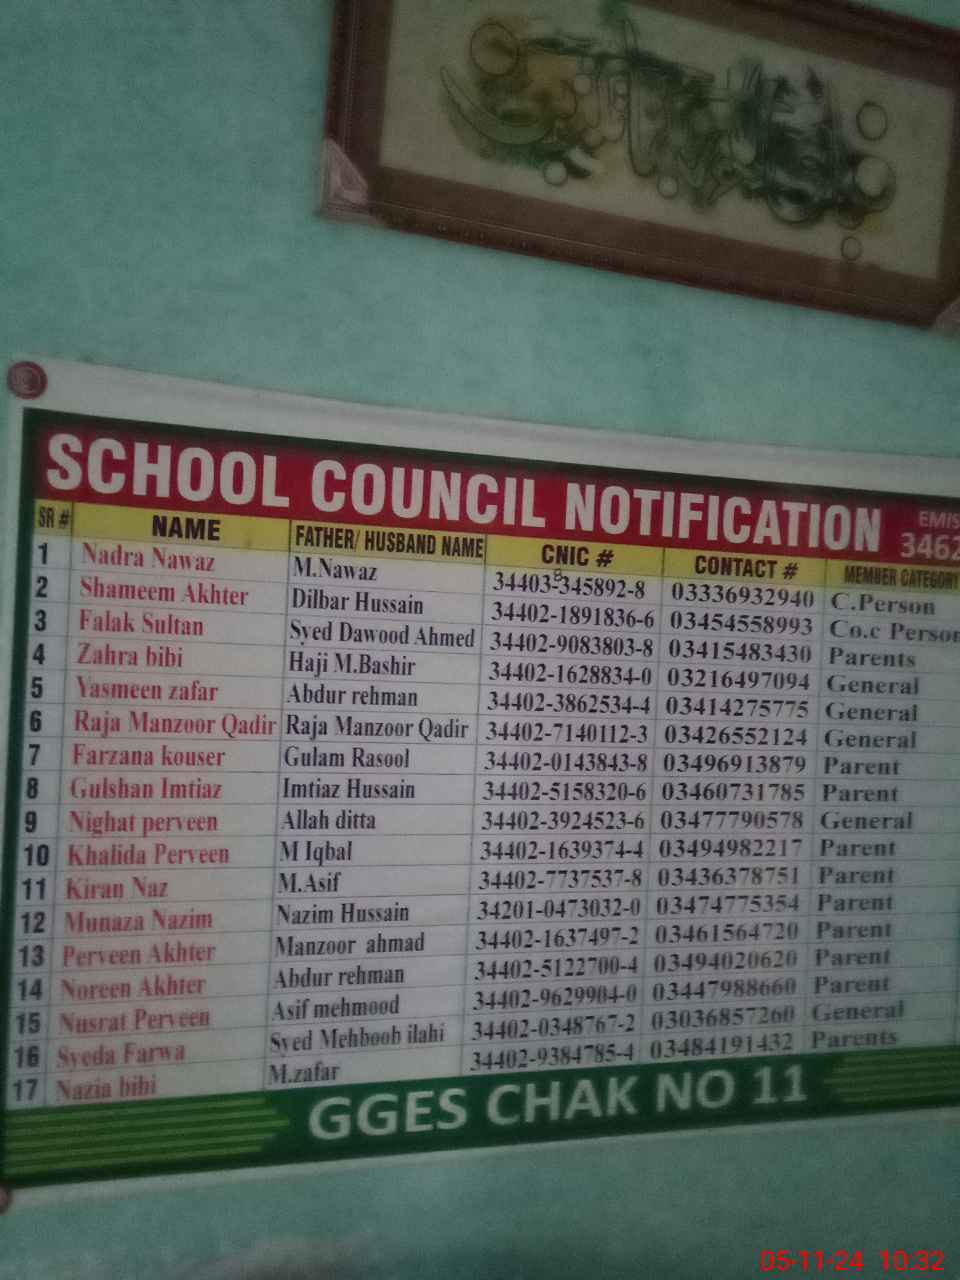 SCHOOL COUNCIL NOTIFICATION EMIS
3462
SR # NAME FATHER/ HUSBAND NAME CNIC # CONTACT # MEMBER CATEGORY
1 Nadra Nawaz M.Nawaz 34403-8345892-8 03336932940 C.Person
2 Shameem Akhter Dilbar Hussain 34402-1891836-6 03454558993 Co.c Person
3 Falak Sultan Syed Dawood Ahmed 34402-9083803-8 03415483430 Parents
4 Zahra bibi Haji M.Bashir 34402-1628834-0 03216497094 General
5 Yasmeen zafar Abdur rehman 34402-3862534-4 03414275775 General
6 Raja Manzoor Qadir Raja Manzoor Qadir 34402-7140112-3 03426552124 General
7 Farzana kouser Gulam Rasool 34402-0143843-8 03496913879 Parent
8 Gulshan Imtiaz Imtiaz Hussain 34402-5158320-6 03460731785 Parent
9 Nighat perveen Allah ditta 34402-3924523-6 03477790578 General
10 Khalida Perveen M Iqbal 34402-1639374-4 03494982217 Parent
11 Kiran Naz M.Asif 34402-7737537-8 03436378751 Parent
12 Munaza Nazim Nazim Hussain 34201-0473032-0 03474775354 Parent
13 Perveen Akhter Manzoor ahmad 34402-1637497-2 03461564720 Parent
14 Noreen Akhter Abdur rehman 34402-5122700-4 03494020620 Parent
15 Nusrat Perveen Asif mehmood 34402-9629904-0 03447988660 Parent
16 Syeda Farwa Syed Mehboob ilahi 34402-0348767-2 03036857260 General
17 Nazia bibi M.zafar 34402-9384785-4 03484191432 Parents
GGES CHAK NO 11
05-11-24 10:32